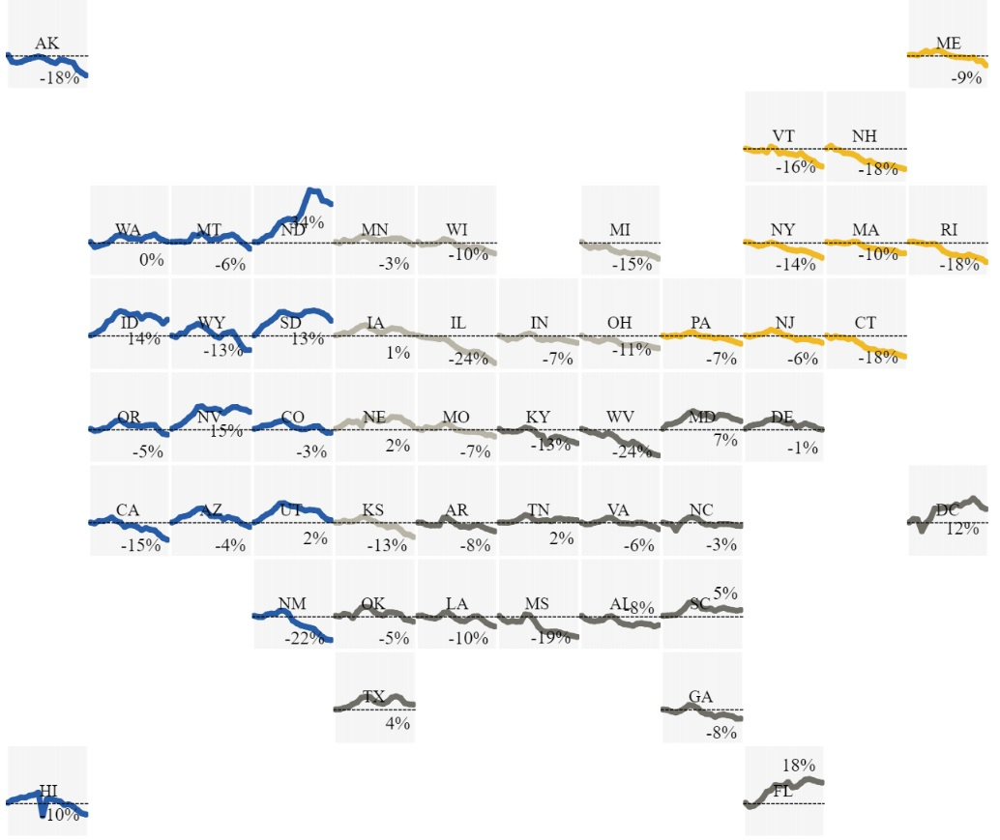 AK
-18%
ME
-9%
VT
-16%
NH
-18%
WA
0%
MT
-6%
ND
34%
MN
-3%
WI
-10%
MI
-15%
NY
-14%
MA
-10%
RI
-18%
ID
14%
WY
-13%
SD
13%
IA
1%
IL
-24%
IN
-7%
OH
-11%
PA
-7%
NJ
-6%
CT
-18%
OR
-5%
NV
15%
CO
-3%
NE
2%
MO
-7%
KY
-13%
WV
-24%
MD
7%
DE
-1%
CA
-15%
AZ
-4%
UT
2%
KS
-13%
AR
-8%
TN
2%
VA
-6%
NC
-3%
DC
12%
NM
-22%
OK
-5%
LA
-10%
MS
-19%
AL
-8%
SC
5%
TX
4%
GA
-8%
HI
-10%
18%
FL